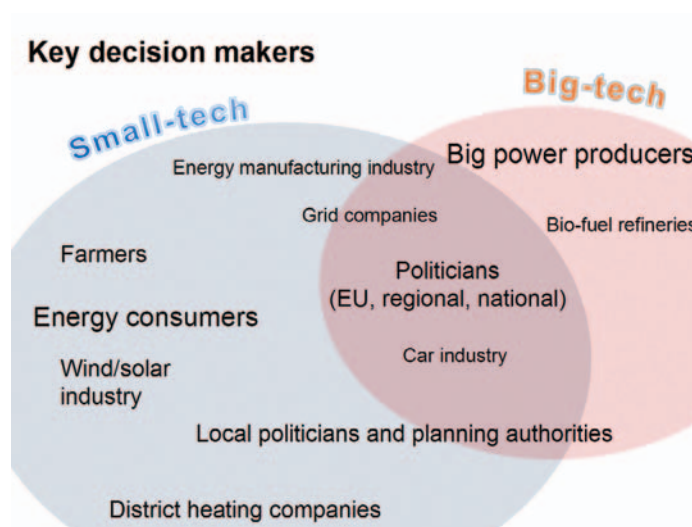 Key decision makers
Big-tech
Small-tech
Big power producers
Energy manufacturing industry
Grid companies
Bio-fuel refineries
Farmers
Politicians
(EU, regional, national)
Energy consumers
Car industry
Wind/solar
industry
Local politicians and planning authorities
District heating companies